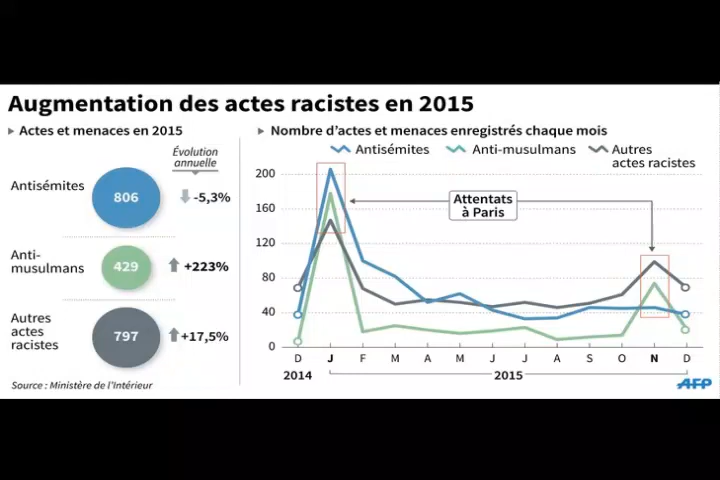 Augmentation des actes racistes en 2015
Actes et menaces en 2015
Évolution
annuelle
Antisémites
806
-5,3%
Anti-
musulmans
429
+223%
Autres
actes
racistes
797
+17,5%
Source : Ministère de l'Intérieur
Nombre d'actes et menaces enregistrés chaque mois
Antisémites
Anti-musulmans
Autres
actes racistes
200
160
120
80
40
0
Attentats
à Paris
D J F M A M J J A S O N D
2014
2015
AFP